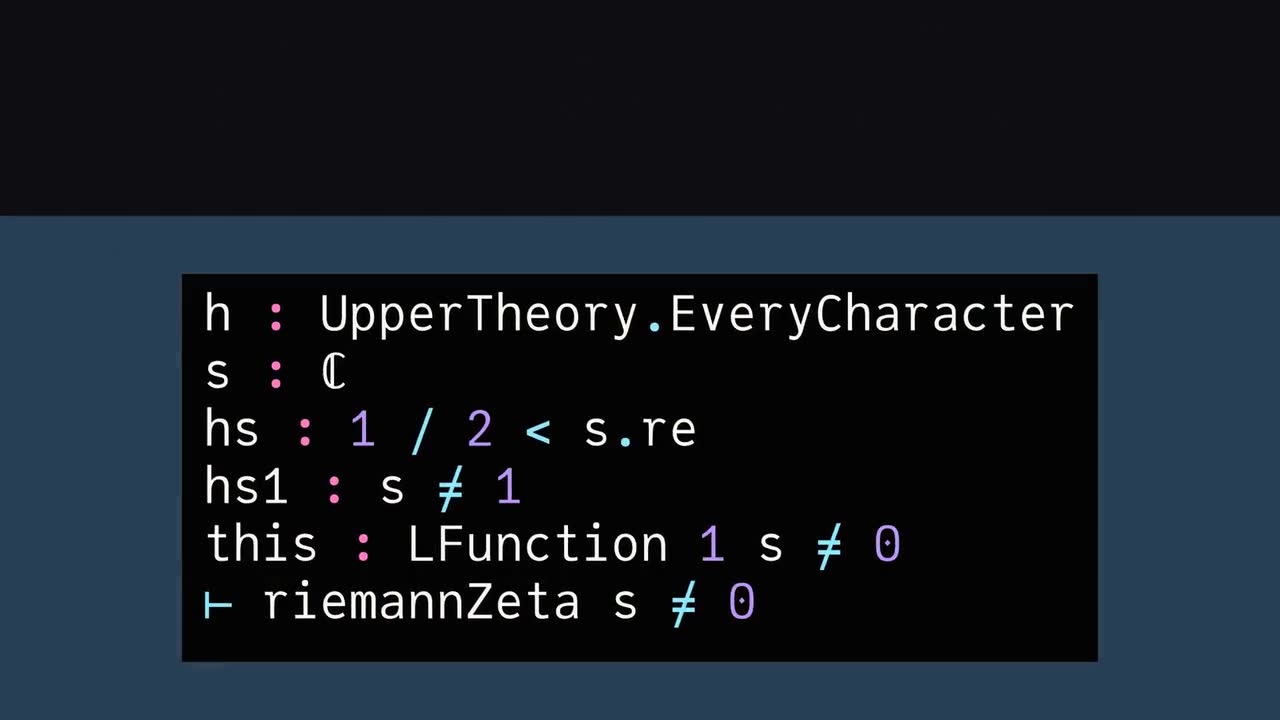 h : UpperTheory.EveryCharacter
s : ℂ
hs : 1 / 2 < s.re
hs1 : s ≠ 1
this : LFunction 1 s ≠ 0
⊢ riemannZeta s ≠ 0